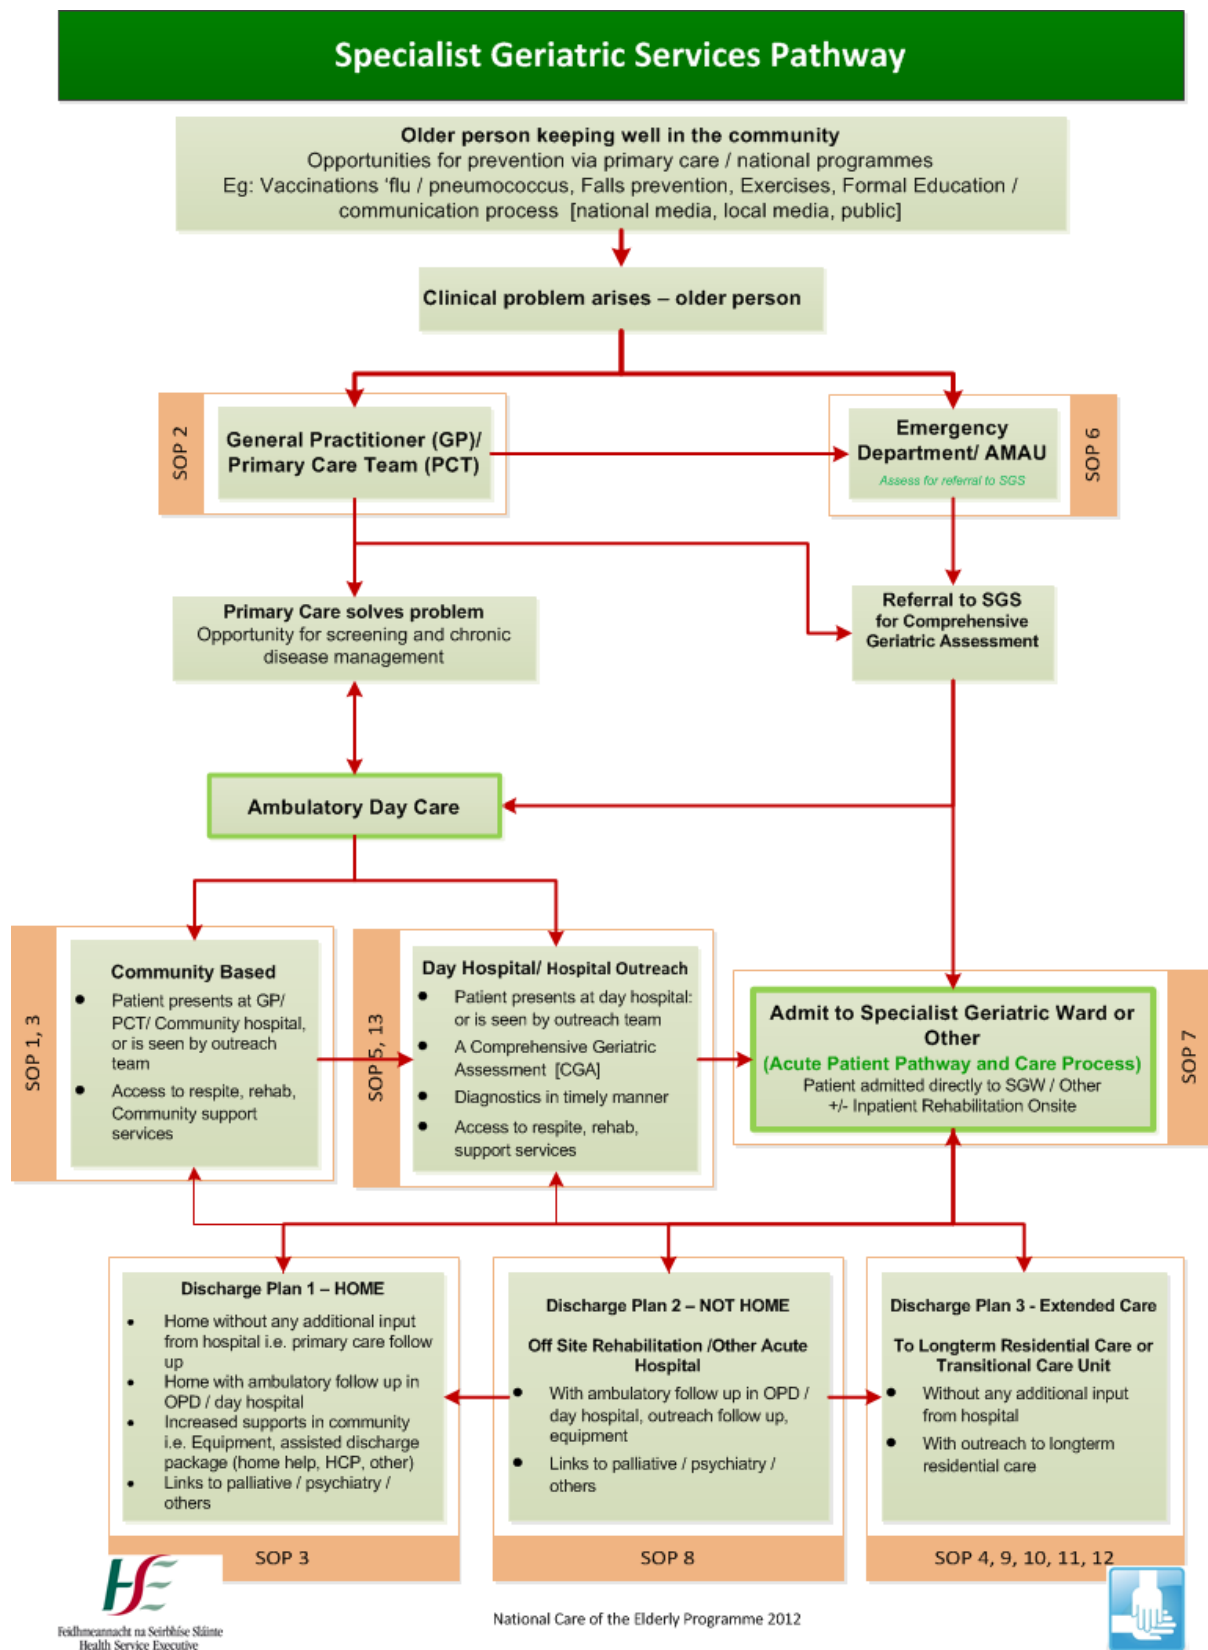 Specialist Geriatric Services Pathway
Older person keeping well in the community
Opportunities for prevention via primary care / national programmes
Eg: Vaccinations ‘flu / pneumococcus, Falls prevention, Exercises, Formal Education /
communication process [national media, local media, public]
Clinical problem arises – older person
SOP 2
General Practitioner (GP)/
Primary Care Team (PCT)
Emergency
Department/ AMAU
Assess for referral to SGS
SOP 6
Primary Care solves problem
Opportunity for screening and chronic
disease management
Referral to SGS
for Comprehensive
Geriatric Assessment
Ambulatory Day Care
SOP 1, 3
Community Based
● Patient presents at GP/
PCT/ Community hospital,
or is seen by outreach
team
● Access to respite, rehab,
Community support
services
SOP 5, 13
Day Hospital/ Hospital Outreach
● Patient presents at day hospital:
or is seen by outreach team
● A Comprehensive Geriatric
Assessment [CGA]
● Diagnostics in timely manner
● Access to respite, rehab,
support services
Admit to Specialist Geriatric Ward or
Other
(Acute Patient Pathway and Care Process)
Patient admitted directly to SGW / Other
+/- Inpatient Rehabilitation Onsite
SOP 7
Discharge Plan 1 – HOME
• Home without any additional input
from hospital i.e. primary care follow
up
• Home with ambulatory follow up in
OPD / day hospital
• Increased supports in community
i.e. Equipment, assisted discharge
package (home help, HCP, other)
• Links to palliative / psychiatry /
others
SOP 3
Discharge Plan 2 – NOT HOME
Off Site Rehabilitation /Other Acute
Hospital
● With ambulatory follow up in OPD /
day hospital, outreach follow up,
equipment
● Links to palliative / psychiatry /
others
SOP 8
Discharge Plan 3 - Extended Care
To Longterm Residential Care or
Transitional Care Unit
● Without any additional input
from hospital
● With outreach to longterm
residential care
SOP 4, 9, 10, 11, 12
HSE
Feidhmeannacht na Seirbhíse Sláinte
Health Service Executive
National Care of the Elderly Programme 2012